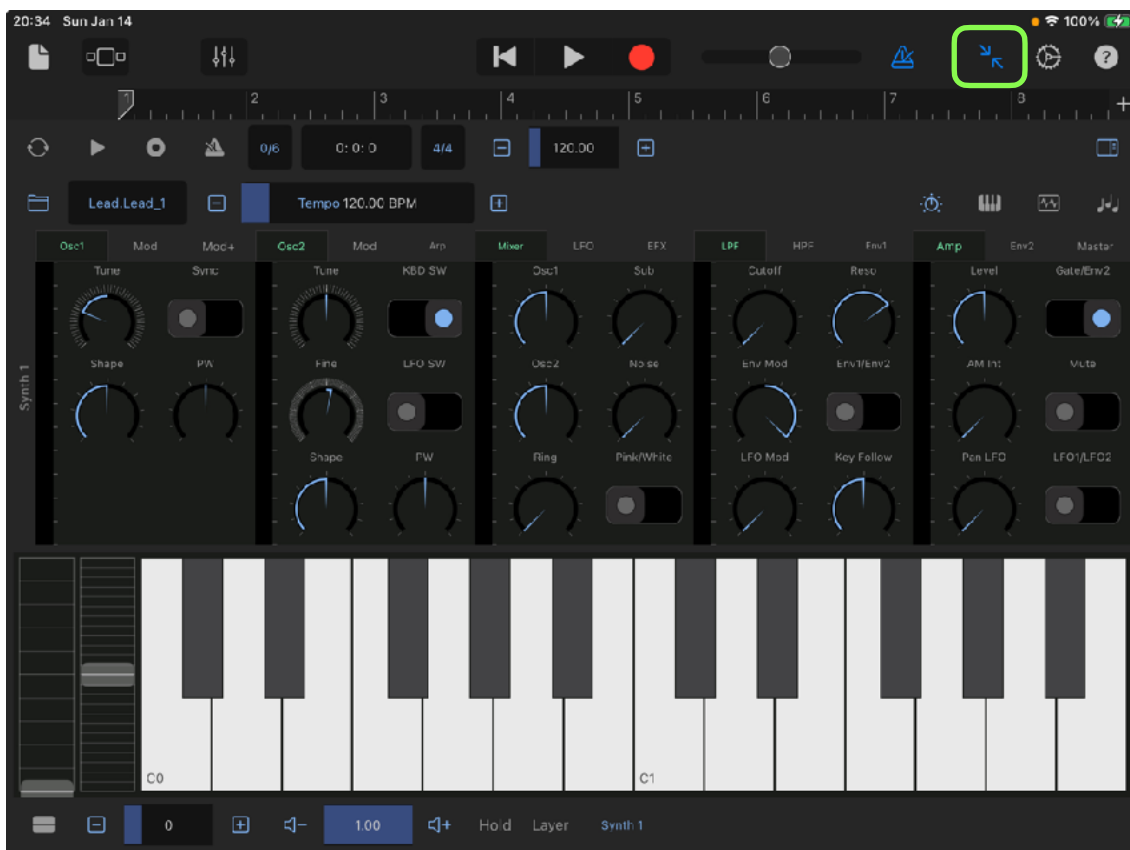 20:34 Sun Jan 14 100%
?
1 2 3 4 5 6 7 8 +
0/6 0: 0: 0 4/4 120.00
Lead.Lead_1 Tempo 120.00 BPM
Osc1 Mod Mod+ Osc2 Mod Arp Mixer LFO EFX LPF HPF Env1 Amp Env2 Master
Tune Sync Tune KBD SW Osc1 Sub Cutoff Reso Level Gate/Env2
Shape PW Fine LFO SW Osc2 Noise Env Mod Env1/Env2 AM Int Mute
Synth 1
Shape PW Ring Pink/White LFO Mod Key Follow Pan LFO LFO1/LFO2
C0 C1
0 1.00 Hold Layer Synth 1